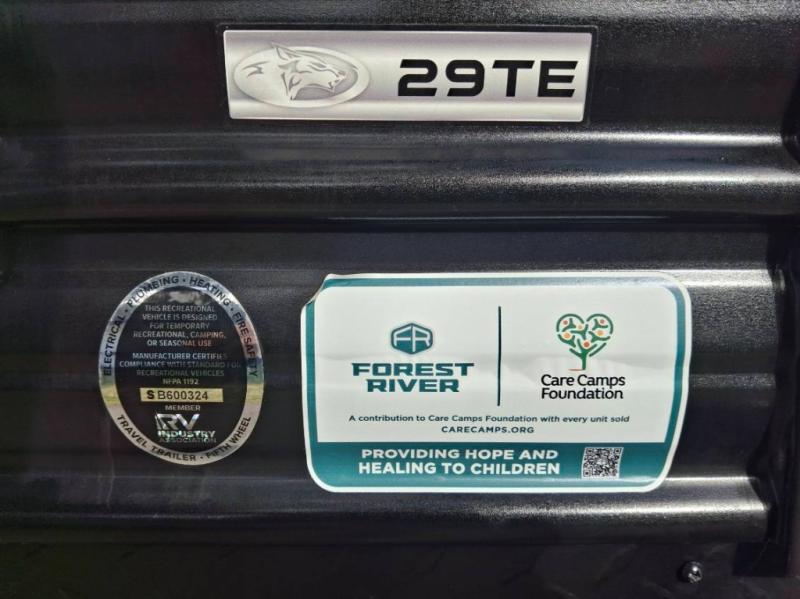 29TE
ELECTRICAL • PLUMBING • HEATING • FIRE SAFETY
THIS RECREATIONAL
VEHICLE IS DESIGNED
FOR TEMPORARY
RECREATIONAL, CAMPING,
OR SEASONAL USE
MANUFACTURER CERTIFIES
COMPLIANCE WITH STANDARD FOR
RECREATIONAL VEHICLES
NFPA 1192
SB600324
MEMBER
RV
INDUSTRY
ASSOCIATION
TRAVEL TRAILER • FIFTH WHEEL
FR
FOREST
RIVER
Care Camps
Foundation
A contribution to Care Camps Foundation with every unit sold
CARECAMPS.ORG
PROVIDING HOPE AND
HEALING TO CHILDREN